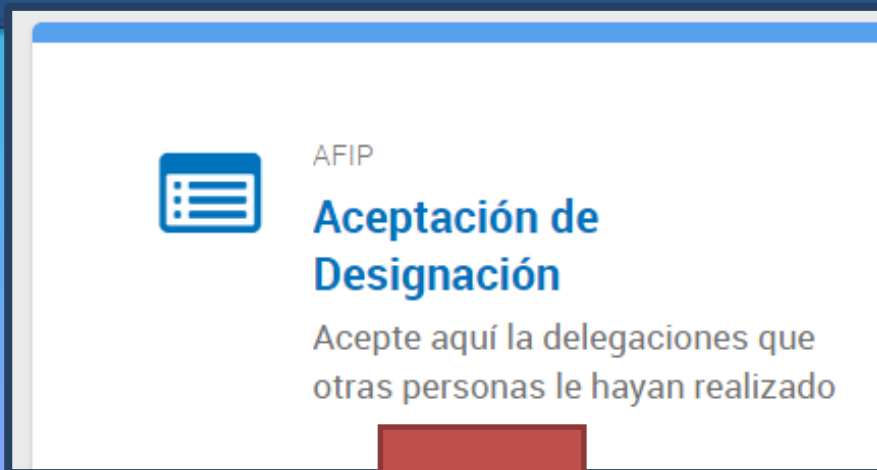 AFIP
Aceptación de
Designación
Acepte aquí la delegaciones que
otras personas le hayan realizado